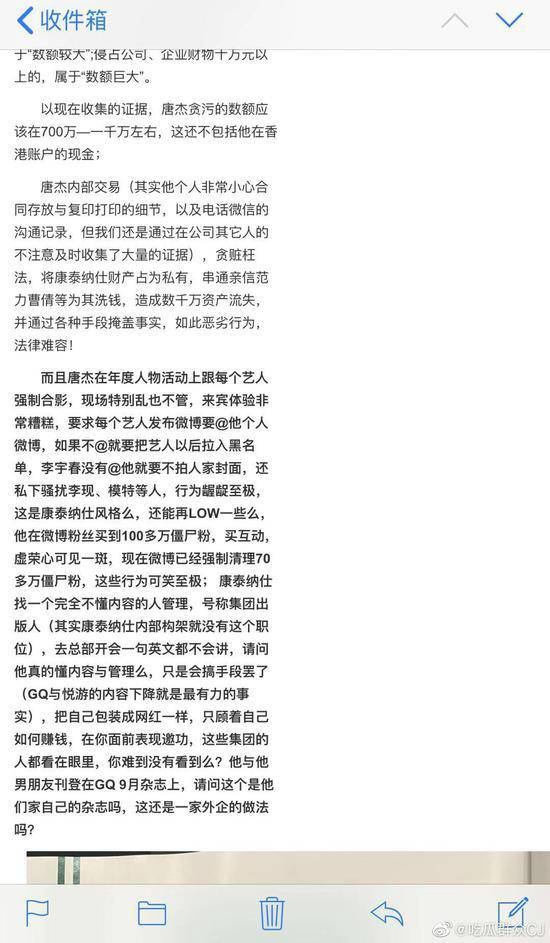 收件箱
于“数额较大”;侵占公司、企业财物十万元以
上的，属于“数额巨大”。
以现在收集的证据，唐杰贪污的数额应
该在700万—一千万左右，这还不包括他在香
港账户的现金；
唐杰内部交易（其实他个人非常小心合
同存放与复印打印的细节，以及电话微信的
沟通记录，但我们还是通过在公司其它人的
不注意及时收集了大量的证据），贪赃枉
法，将康泰纳仕财产占为私有，串通亲信范
力曹倩等为其洗钱，造成数千万资产流失，
并通过各种手段掩盖事实，如此恶劣行为，
法律难容！
而且唐杰在年度人物活动上跟每个艺人
强制合影，现场特别乱也不管，来宾体验非
常糟糕，要求每个艺人发布微博要@他个人
微博，如果不@就要把艺人以后拉入黑名
单，李宇春没有@他就要不拍人家封面，还
私下骚扰李现、模特等人，行为龌龊至极，
这是康泰纳仕风格么，还能再LOW一些么，
他在微博粉丝买到100多万僵尸粉，买互动，
虚荣心可见一斑，现在微博已经强制清理70
多万僵尸粉，这些行为可笑至极； 康泰纳仕
找一个完全不懂内容的人管理，号称集团出
版人（其实康泰纳仕内部构架就没有这个职
位），去总部开会一句英文都不会讲，请问
他真的懂内容与管理么，只是会搞手段罢了
（GQ与悦游的内容下降就是最有力的事
实），把自己包装成网红一样，只顾着自己
如何赚钱，在你面前表现邀功，这些集团的
人都看在眼里，你难到没有看到么？他与他
男朋友刊登在GQ 9月杂志上，请问这个是他
们家自己的杂志吗，这还是一家外企的做法
吗？
@吃瓜群众CJ